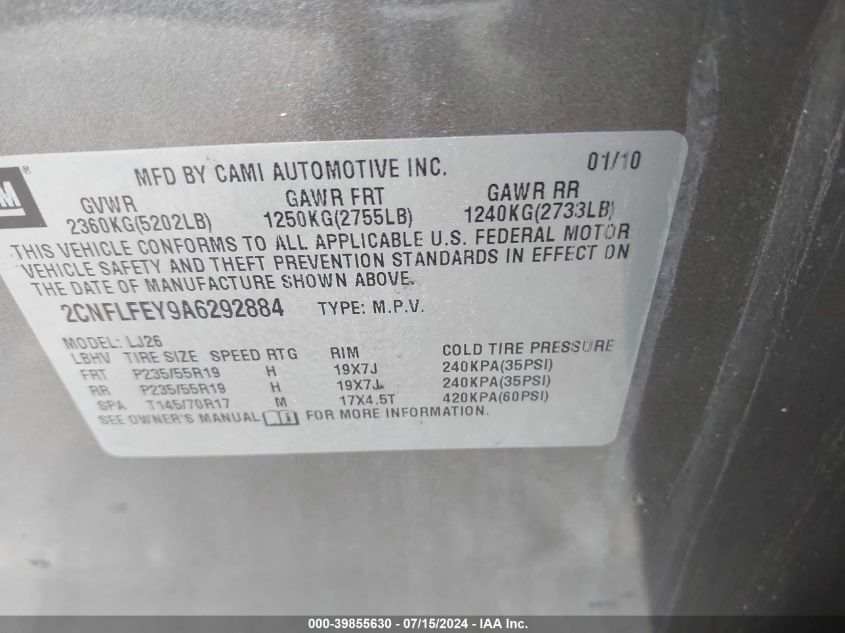 M
MFD BY CAMI AUTOMOTIVE INC. 01/10
GVWR GAWR FRT GAWR RR
2360KG(5202LB) 1250KG(2755LB) 1240KG(2733LB)
THIS VEHICLE CONFORMS TO ALL APPLICABLE U.S. FEDERAL MOTOR
VEHICLE SAFETY AND THEFT PREVENTION STANDARDS IN EFFECT ON
THE DATE OF MANUFACTURE SHOWN ABOVE.
2CNFLFEY9A6292884 TYPE: M.P.V.
MODEL: LJ26
LBHV TIRE SIZE SPEED RTG RIM COLD TIRE PRESSURE
FRT P235/55R19 H 19X7J 240KPA(35PSI)
RR P235/55R19 H 19X7J 240KPA(35PSI)
SPA T145/70R17 M 17X4.5T 420KPA(60PSI)
SEE OWNER'S MANUAL FOR MORE INFORMATION.
000-39855630 - 07/15/2024 - IAA Inc.